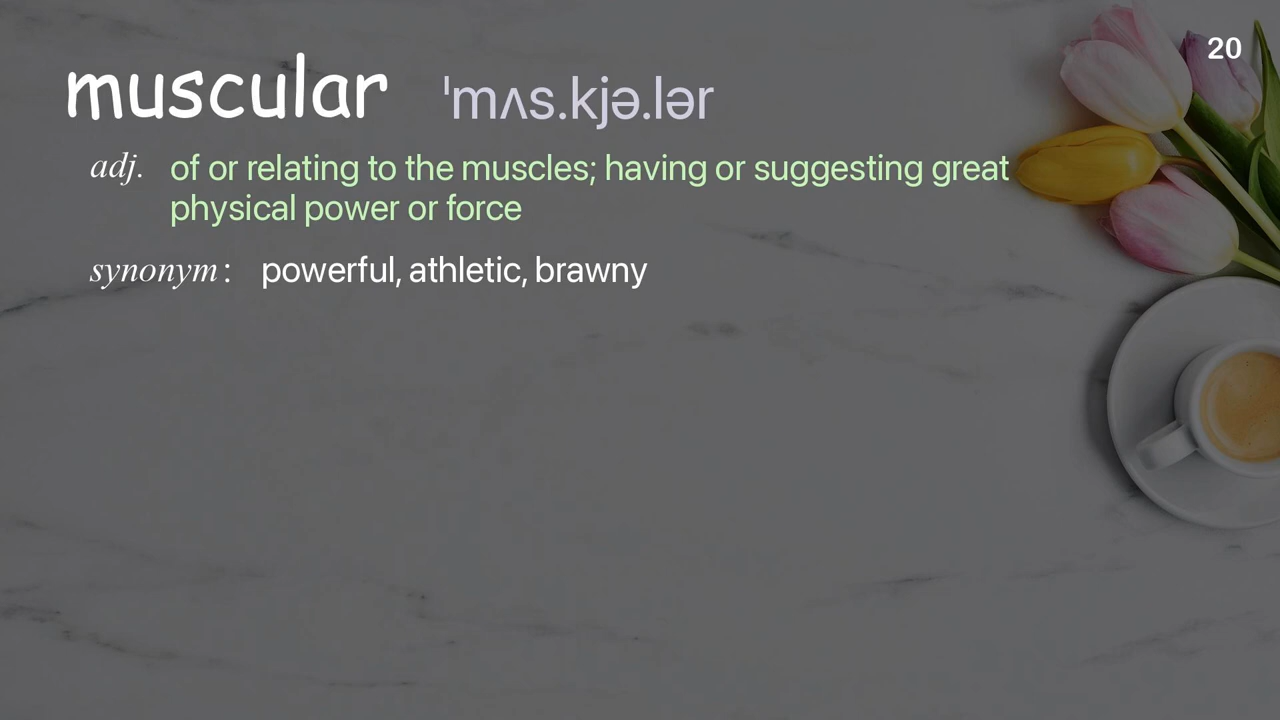 20
muscular ˈmʌs.kjə.lər
adj. of or relating to the muscles; having or suggesting great
physical power or force
synonym: powerful, athletic, brawny